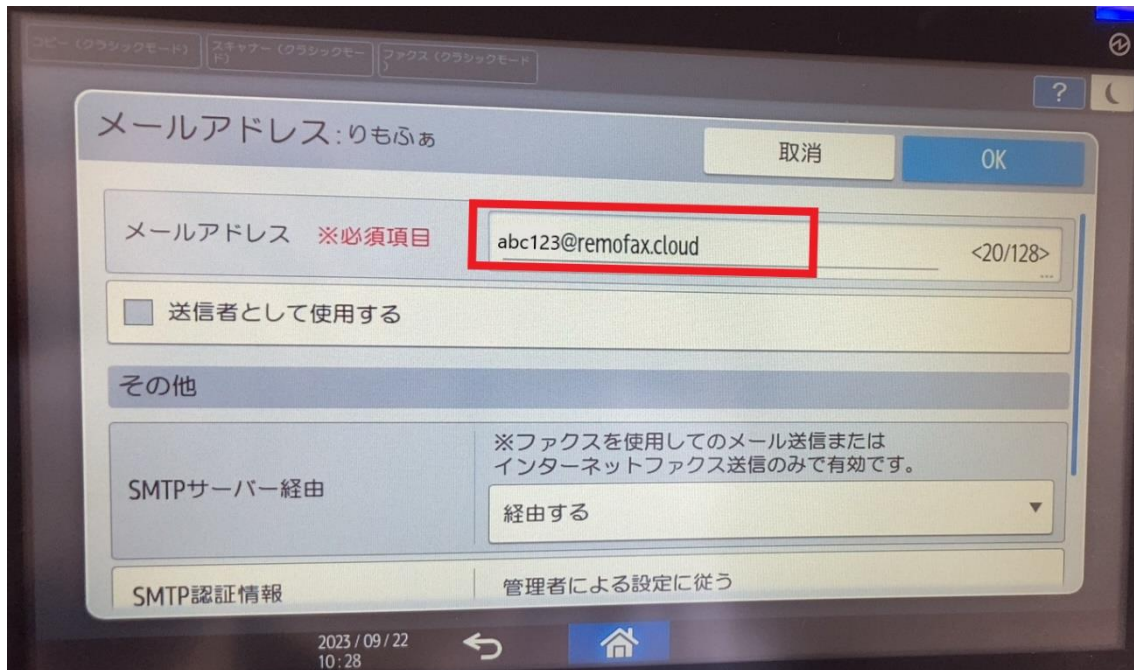 コピー (クラシックモード)
スキャナー (クラシックモー
ド)
ファクス (クラシックモード
)
?
メールアドレス:りもふぁ
取消
OK
メールアドレス ※必須項目
abc123@remofax.cloud
<20/128>
...
送信者として使用する
その他
SMTPサーバー経由
※ファクスを使用してのメール送信または
インターネットファクス送信のみで有効です。
経由する
SMTP認証情報
管理者による設定に従う
2023/09/22
10:28